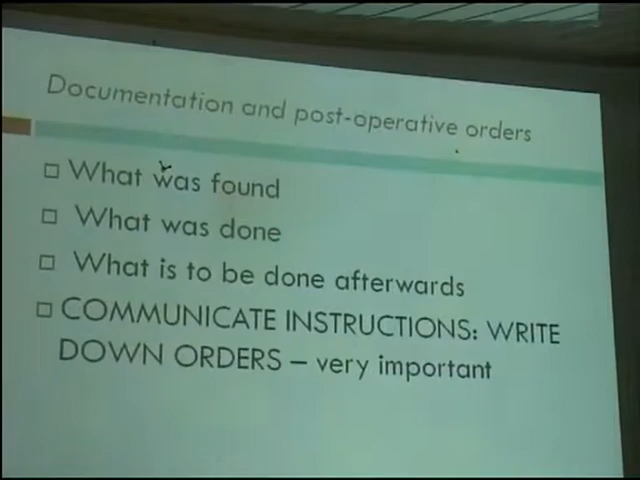 Documentation and post-operative orders
What was found
What was done
What is to be done afterwards
COMMUNICATE INSTRUCTIONS: WRITE
DOWN ORDERS – very important